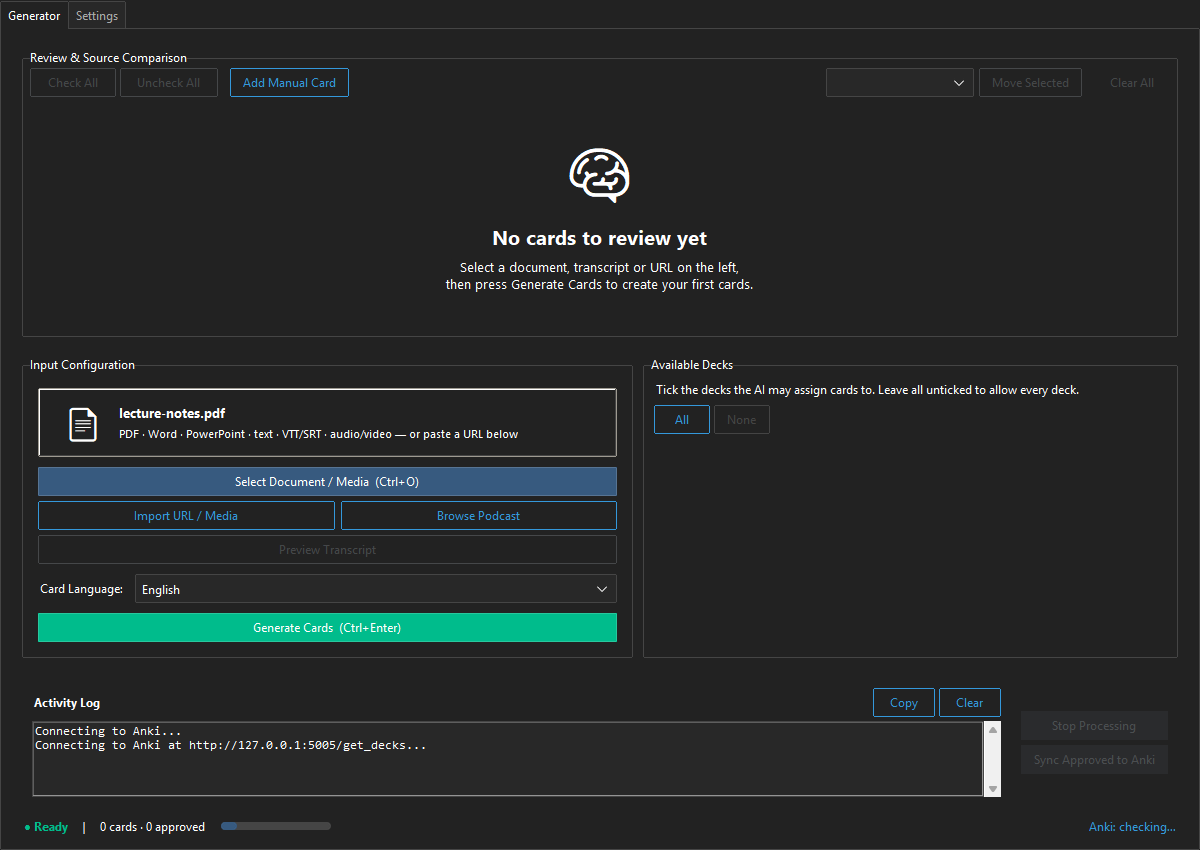 Generator
Settings
Review & Source Comparison
Check All
Uncheck All
Add Manual Card
Move Selected
Clear All
No cards to review yet
Select a document, transcript or URL on the left,
then press Generate Cards to create your first cards.
Input Configuration
lecture-notes.pdf
PDF · Word · PowerPoint · text · VTT/SRT · audio/video — or paste a URL below
Select Document / Media (Ctrl+O)
Import URL / Media
Browse Podcast
Preview Transcript
Card Language:
English
Generate Cards (Ctrl+Enter)
Available Decks
Tick the decks the AI may assign cards to. Leave all unticked to allow every deck.
All
None
Activity Log
Copy
Clear
Connecting to Anki...
Connecting to Anki at http://127.0.0.1:5005/get_decks...
Stop Processing
Sync Approved to Anki
● Ready | 0 cards · 0 approved
Anki: checking...